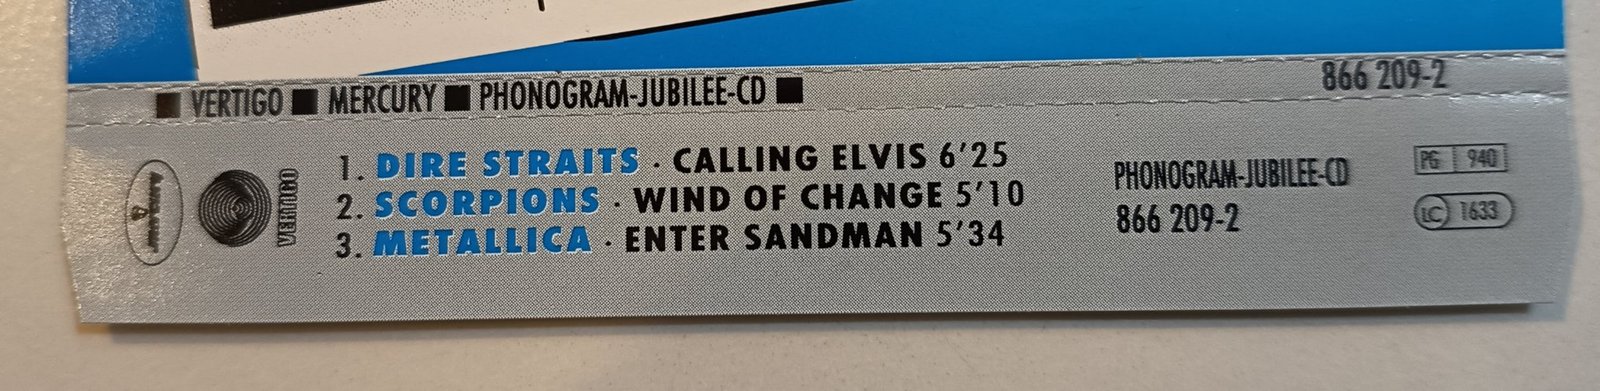 ■ VERTIGO ■ MERCURY ■ PHONOGRAM-JUBILEE-CD ■ 866 209-2
VERTIGO
1. DIRE STRAITS · CALLING ELVIS 6'25
2. SCORPIONS · WIND OF CHANGE 5'10
3. METALLICA · ENTER SANDMAN 5'34
PHONOGRAM-JUBILEE-CD
866 209-2
PG 940
LC 1633